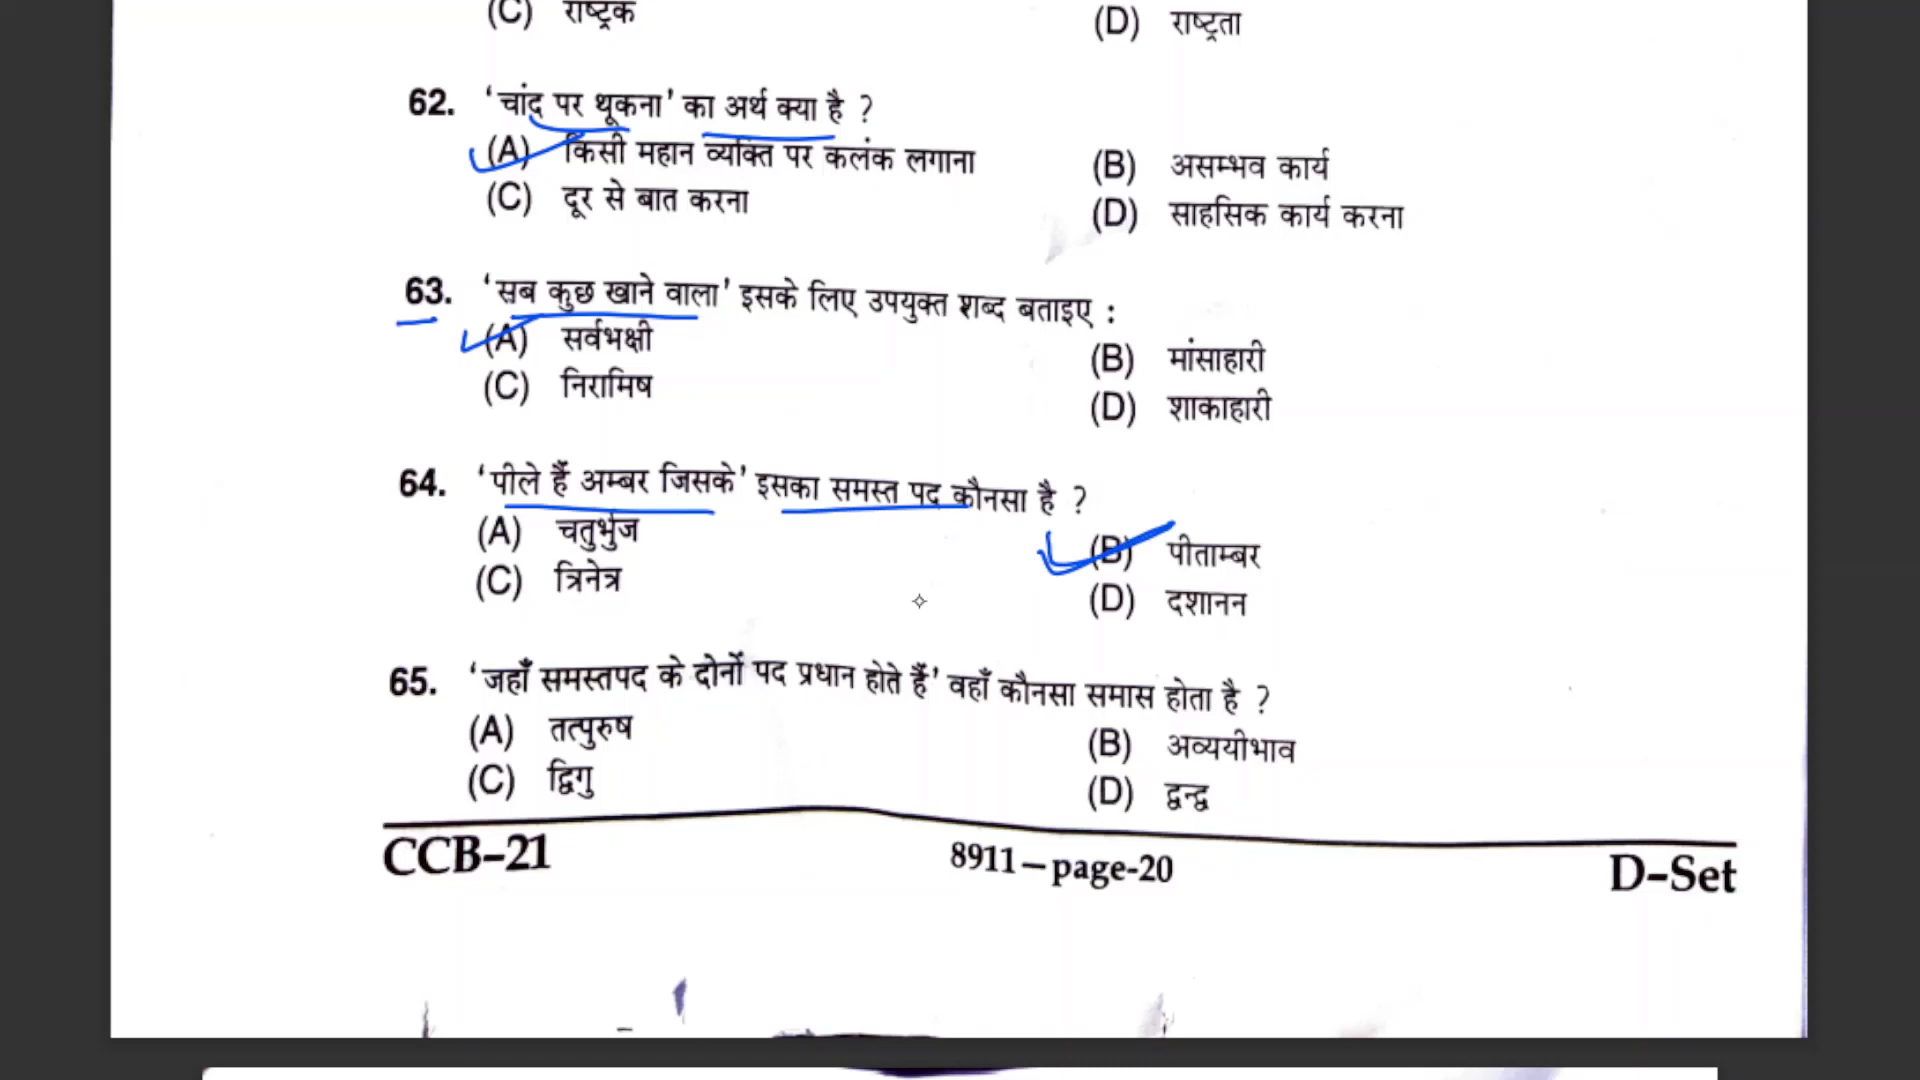 (C) राष्ट्रक (D) राष्ट्रता
62. ‘चांद पर थूकना’ का अर्थ क्या है ?
(A) किसी महान व्यक्ति पर कलंक लगाना (B) असम्भव कार्य
(C) दूर से बात करना (D) साहसिक कार्य करना
63. ‘सब कुछ खाने वाला’ इसके लिए उपयुक्त शब्द बताइए :
(A) सर्वभक्षी (B) मांसाहारी
(C) निरामिष (D) शाकाहारी
64. ‘पीले हैं अम्बर जिसके’ इसका समस्त पद कौनसा है ?
(A) चतुर्भुज (B) पीताम्बर
(C) त्रिनेत्र (D) दशानन
65. ‘जहाँ समस्तपद के दोनों पद प्रधान होते हैं’ वहाँ कौनसा समास होता है ?
(A) तत्पुरुष (B) अव्ययीभाव
(C) द्विगु (D) द्वन्द्व
CCB–21 8911—page-20 D–Set